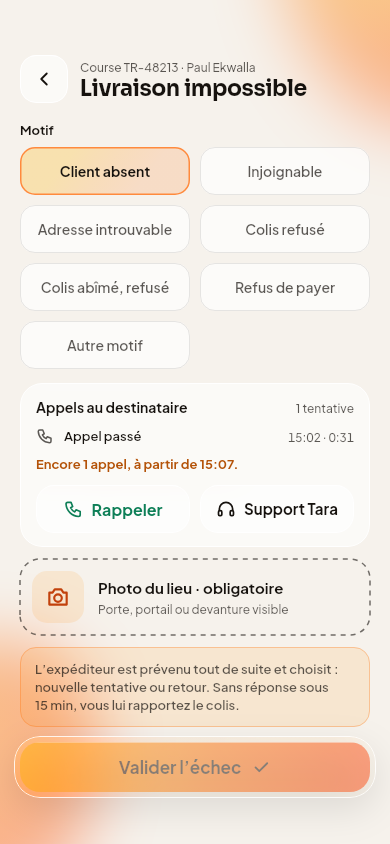 Course TR-48213 · Paul Ekwalla
Livraison impossible
Motif
Client absent
Injoignable
Adresse introuvable
Colis refusé
Colis abîmé, refusé
Refus de payer
Autre motif
Appels au destinataire
1 tentative
Appel passé
15:02 · 0:31
Encore 1 appel, à partir de 15:07.
Rappeler
Support Tara
Photo du lieu · obligatoire
Porte, portail ou devanture visible
L’expéditeur est prévenu tout de suite et choisit :
nouvelle tentative ou retour. Sans réponse sous
15 min, vous lui rapportez le colis.
Valider l’échec